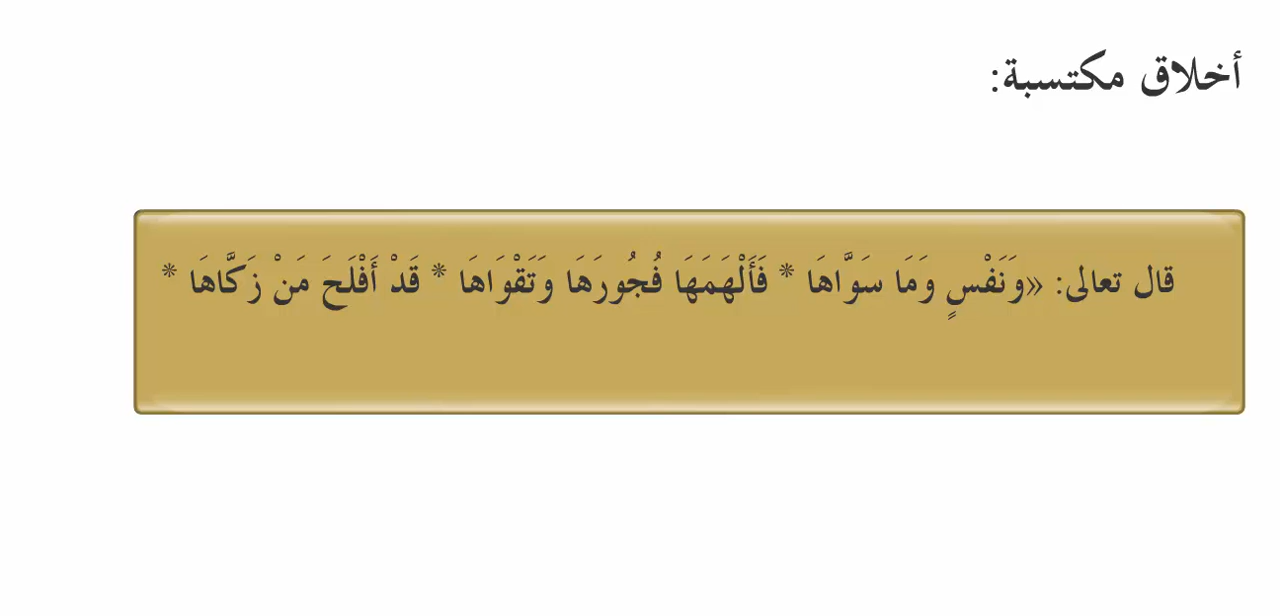 أخلاق مكتسبة:
قال تعالى: «وَنَفْسٍ وَمَا سَوَّاهَا * فَأَلْهَمَهَا فُجُورَهَا وَتَقْوَاهَا * قَدْ أَفْلَحَ مَنْ زَكَّاهَا *